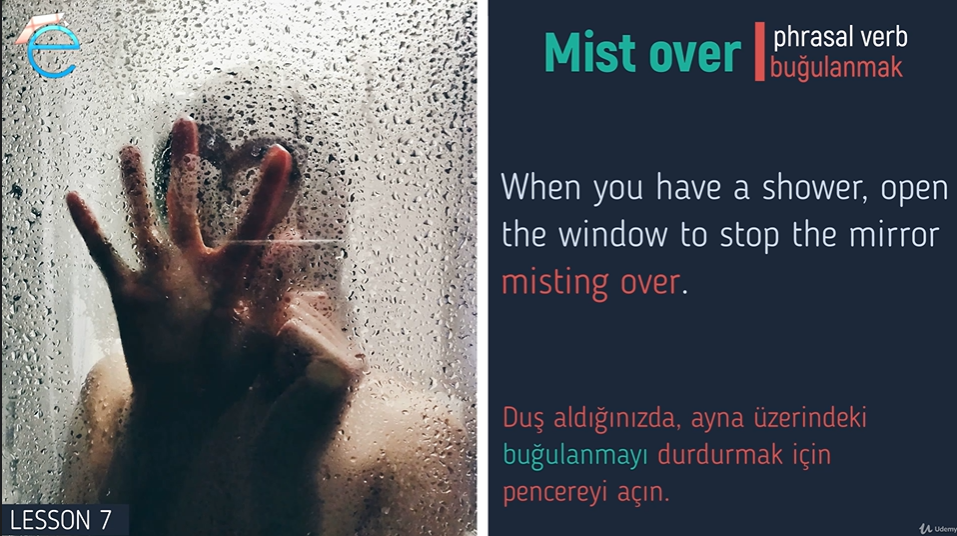 e
Mist over
phrasal verb
buğulanmak
When you have a shower, open
the window to stop the mirror
misting over.
Duş aldığınızda, ayna üzerindeki
buğulanmayı durdurmak için
pencereyi açın.
LESSON 7
Udemy